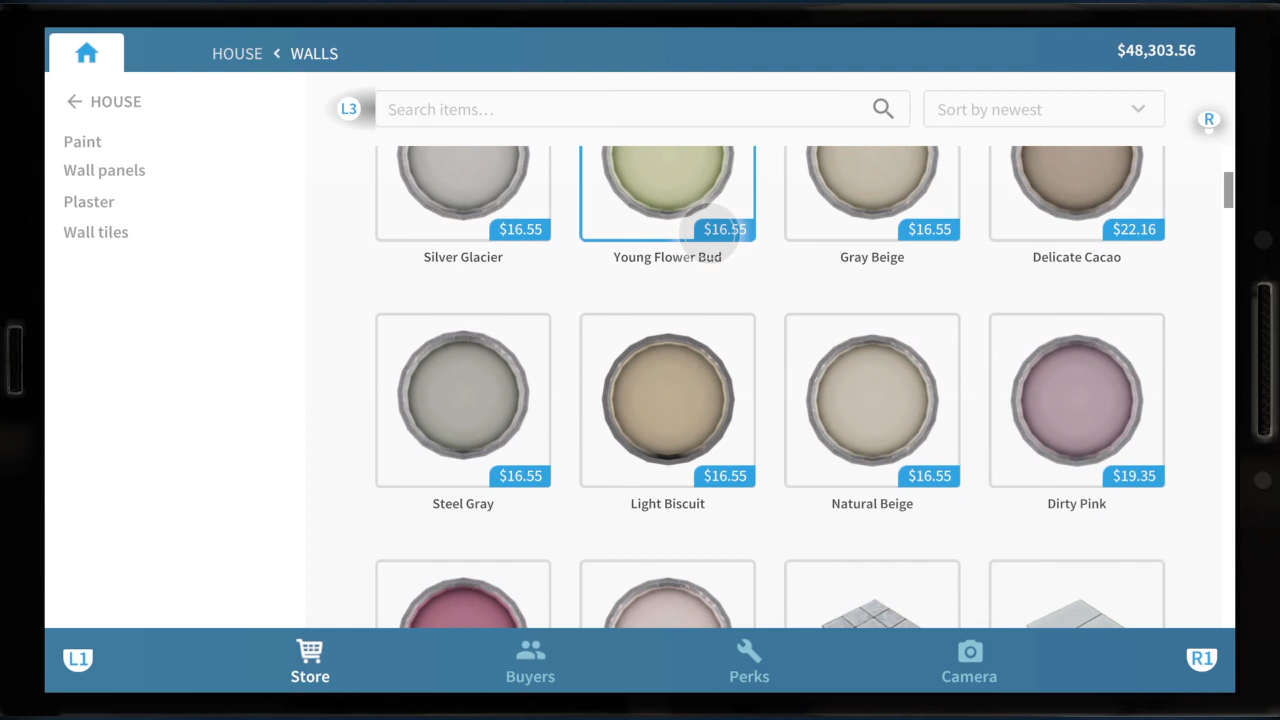 HOUSE < WALLS
$48,303.56
HOUSE
Paint
Wall panels
Plaster
Wall tiles
L3
Search items...
Sort by newest
R
$16.55
$16.55
$16.55
$22.16
Silver Glacier
Young Flower Bud
Gray Beige
Delicate Cacao
$16.55
$16.55
$16.55
$19.35
Steel Gray
Light Biscuit
Natural Beige
Dirty Pink
L1
Store
Buyers
Perks
Camera
R1